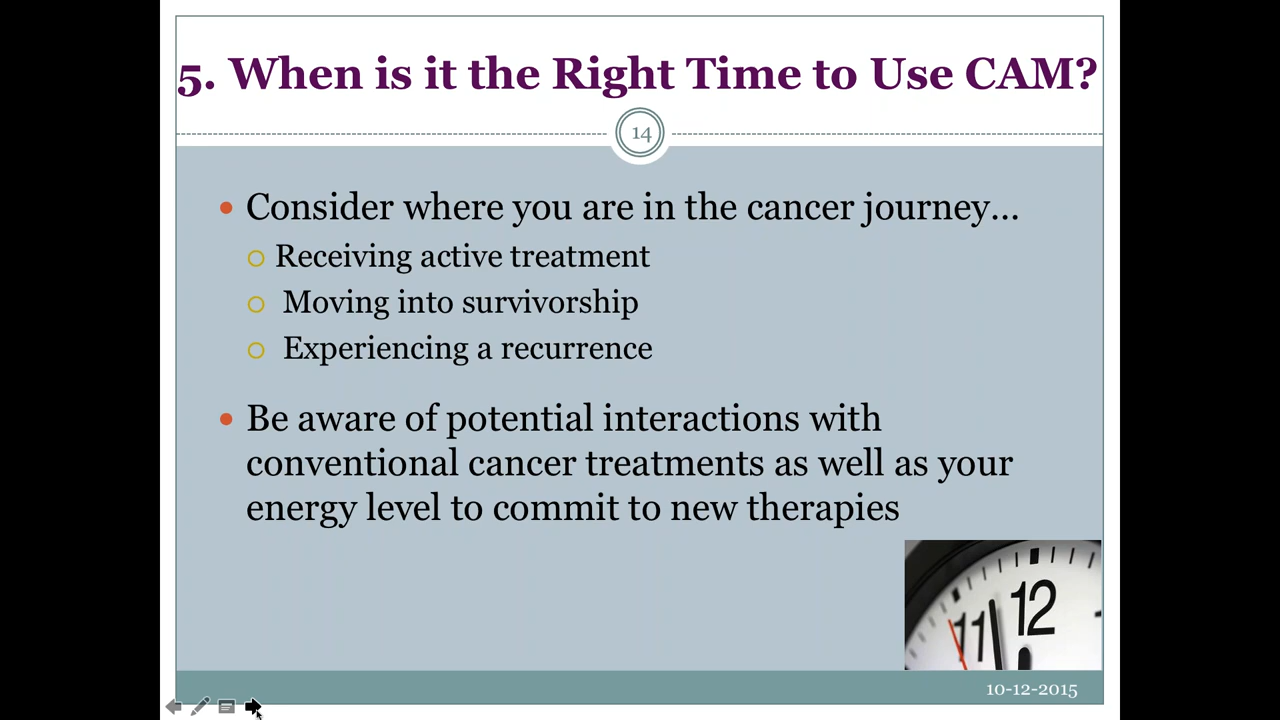 5. When is it the Right Time to Use CAM?
14
Consider where you are in the cancer journey…
Receiving active treatment
Moving into survivorship
Experiencing a recurrence
Be aware of potential interactions with
conventional cancer treatments as well as your
energy level to commit to new therapies
12
11
10-12-2015